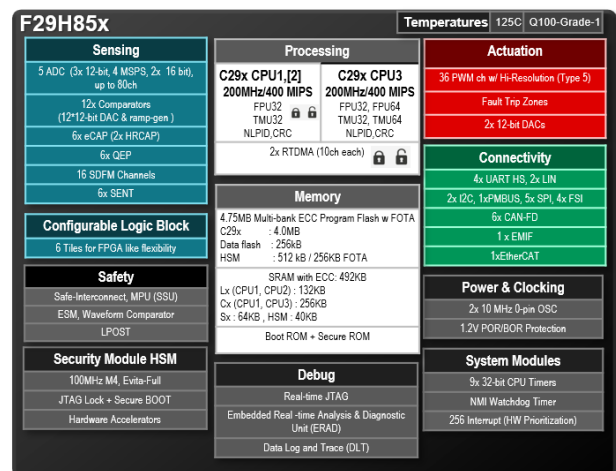 F29H85x
Temperatures 125C Q100-Grade-1
Sensing
5 ADC (3x 12-bit, 4 MSPS, 2x 16 bit),
up to 80ch
12x Comparators
(12*12-bit DAC & ramp-gen )
6x eCAP (2x HRCAP)
6x QEP
16 SDFM Channels
6x SENT
Configurable Logic Block
6 Tiles for FPGA like flexibility
Safety
Safe-Interconnect, MPU (SSU)
ESM, Waveform Comparator
LPOST
Security Module HSM
100MHz M4, Evita-Full
JTAG Lock + Secure BOOT
Hardware Accelerators
Processing
C29x CPU1,[2]
200MHz/400 MIPS
FPU32
TMU32
NLPID,CRC
C29x CPU3
200MHz/400 MIPS
FPU32, FPU64
TMU32, TMU64
NLPID,CRC
2x RTDMA (10ch each)
Memory
4.75MB Multi-bank ECC Program Flash w FOTA
C29x : 4.0MB
Data flash : 256kB
HSM : 512 kB / 256KB FOTA
SRAM with ECC: 492KB
Lx (CPU1, CPU2) : 132KB
Cx (CPU1, CPU3) : 256KB
Sx : 64KB , HSM : 40KB
Boot ROM + Secure ROM
Debug
Real-time JTAG
Embedded Real -time Analysis & Diagnostic
Unit (ERAD)
Data Log and Trace (DLT)
Actuation
36 PWM ch w/ Hi-Resolution (Type 5)
Fault Trip Zones
2x 12-bit DACs
Connectivity
4x UART HS, 2x LIN
2x I2C, 1xPMBUS, 5x SPI, 4x FSI
6x CAN-FD
1 x EMIF
1xEtherCAT
Power & Clocking
2x 10 MHz 0-pin OSC
1.2V POR/BOR Protection
System Modules
9x 32-bit CPU Timers
NMI Watchdog Timer
256 Interrupt (HW Prioritization)